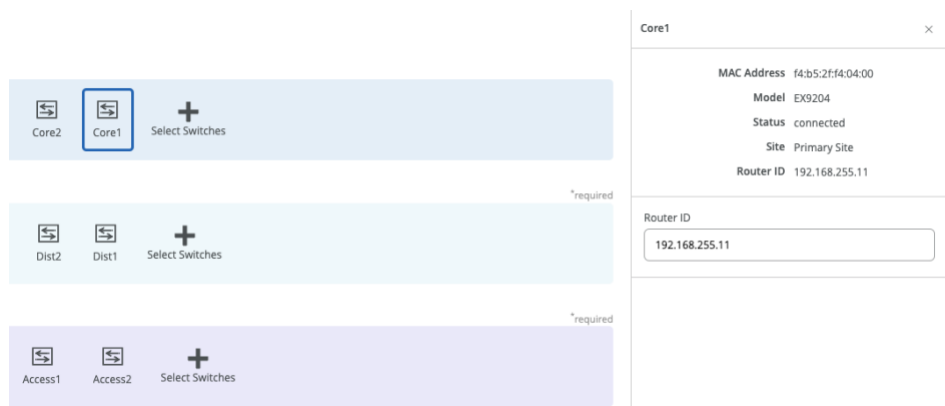 Core2
Core1
Select Switches
*required
Dist2
Dist1
Select Switches
*required
Access1
Access2
Select Switches
Core1
MAC Address f4:b5:2f:f4:04:00
Model EX9204
Status connected
Site Primary Site
Router ID 192.168.255.11
Router ID
192.168.255.11